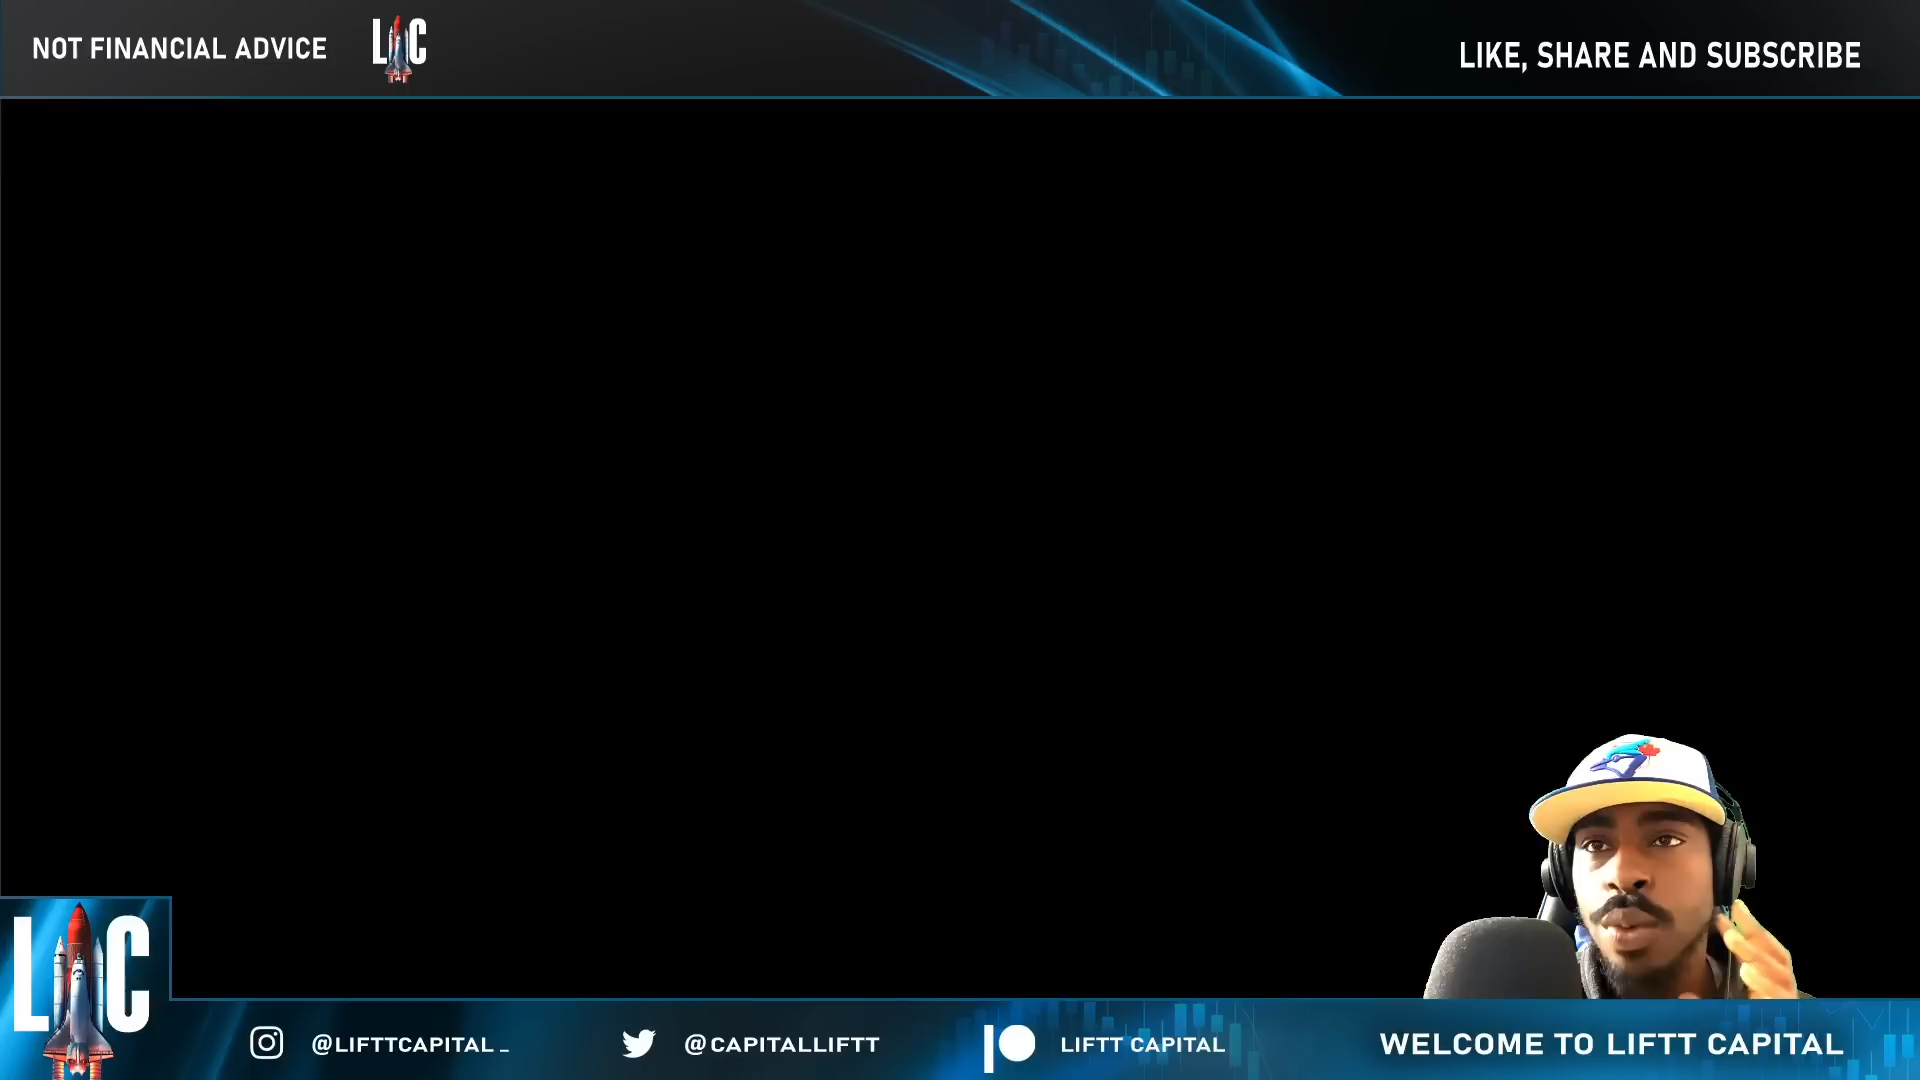 NOT FINANCIAL ADVICE
LC
LIKE, SHARE AND SUBSCRIBE
LC
@LIFTTCAPITAL_
@CAPITALLIFTT
LIFTT CAPITAL
WELCOME TO LIFTT CAPITAL